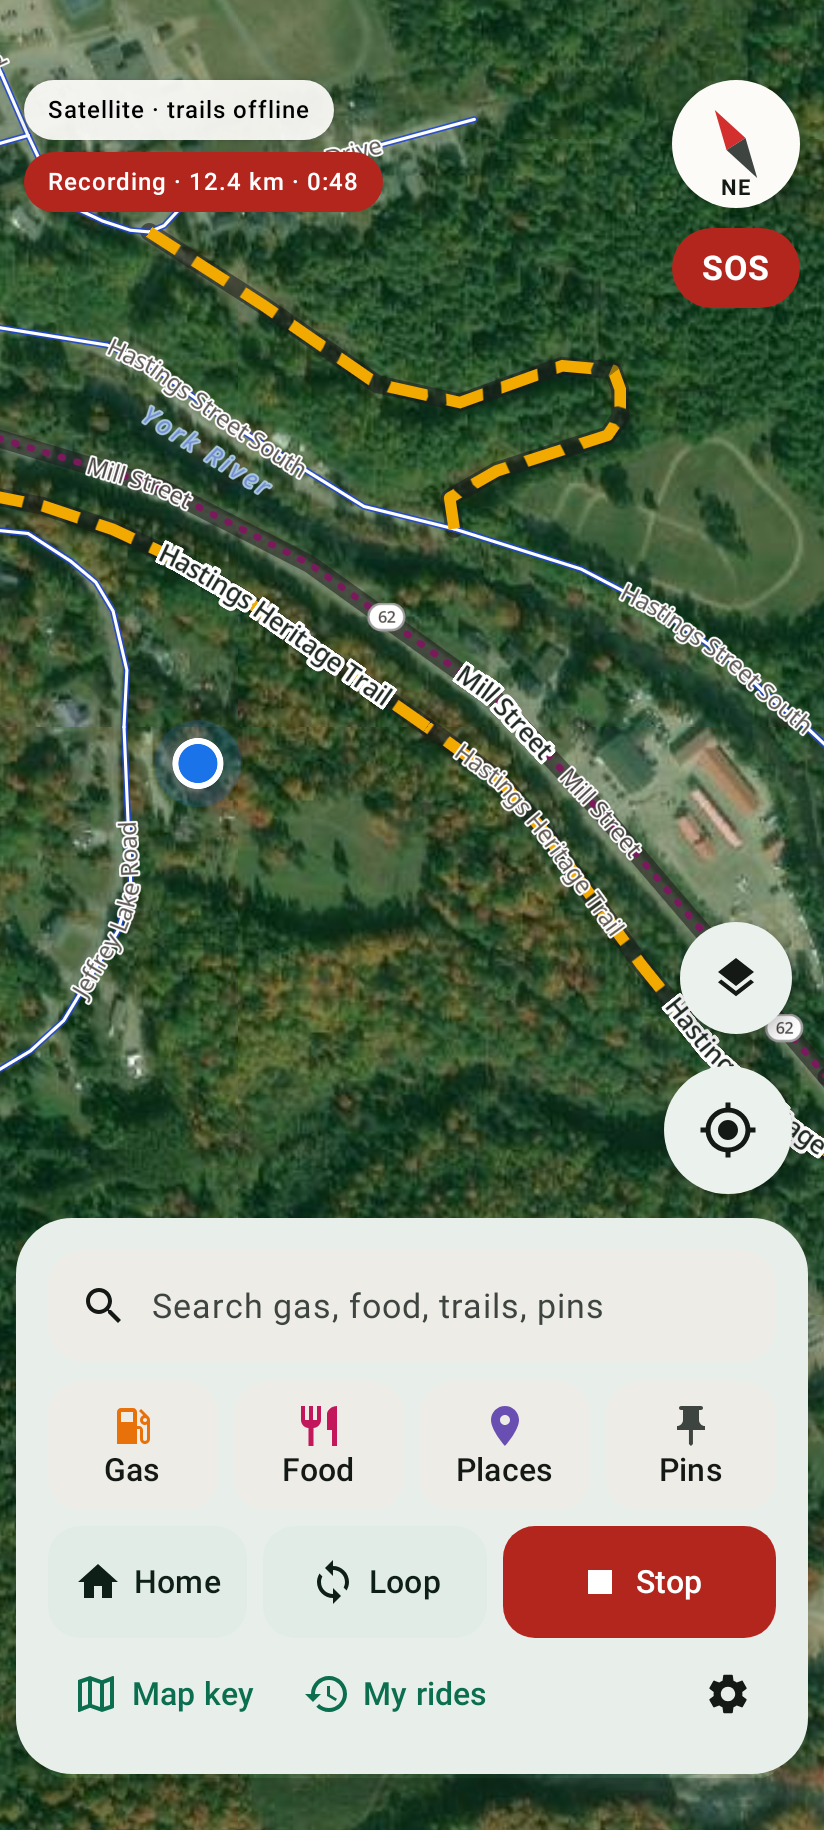 Satellite · trails offline
Drive
Recording · 12.4 km · 0:48
NE
SOS
Hastings Street South
York River
Mill Street
Hastings Heritage Trail
62
Mill Street
Hastings Street South
Hastings Heritage Trail
Mill Street
Jeffrey Lake Road
62
Search gas, food, trails, pins
Gas
Food
Places
Pins
Home
Loop
Stop
Map key
My rides